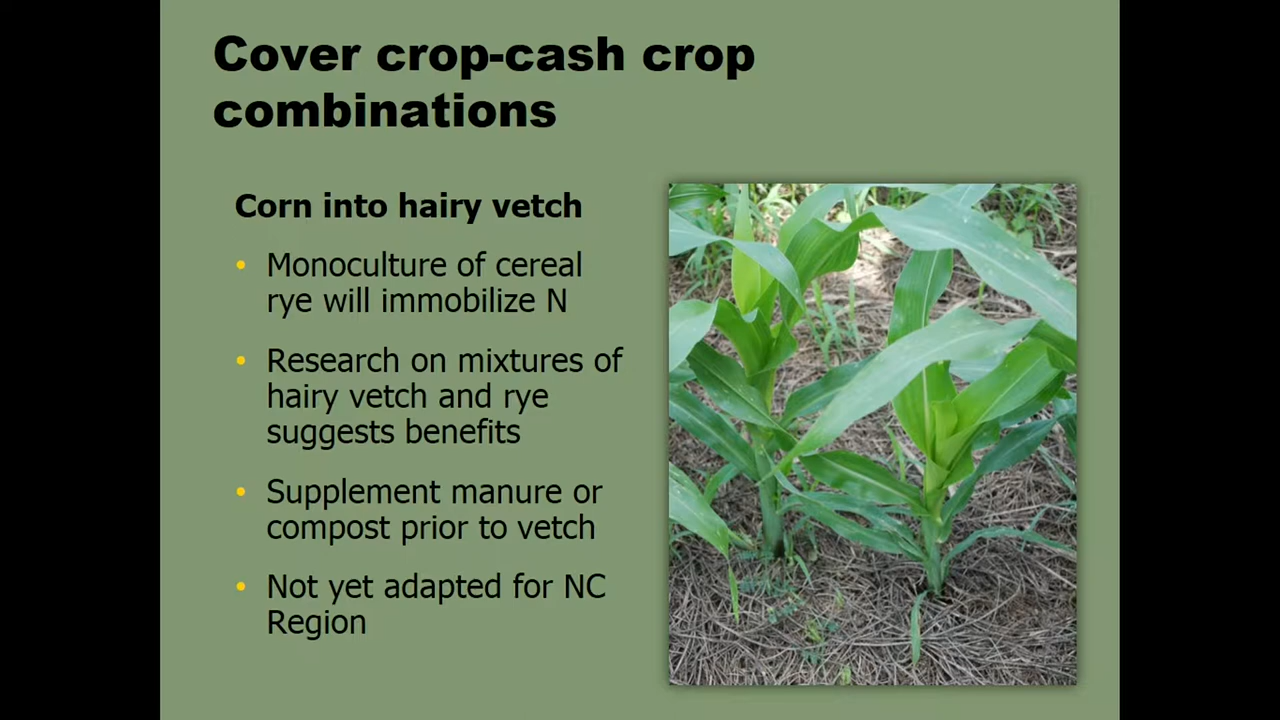 Cover crop-cash crop
combinations
Corn into hairy vetch
• Monoculture of cereal
rye will immobilize N
• Research on mixtures of
hairy vetch and rye
suggests benefits
• Supplement manure or
compost prior to vetch
• Not yet adapted for NC
Region